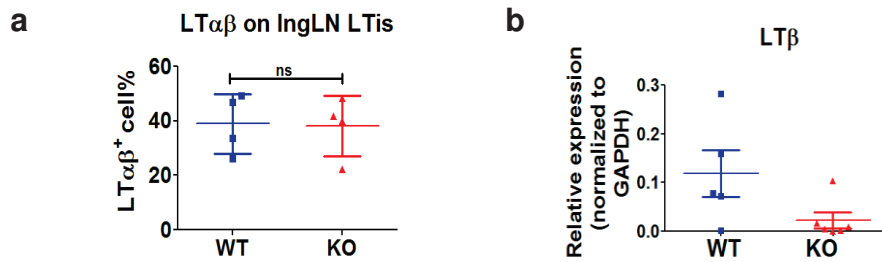 a
LTαβ on IngLN LTis
LTαβ⁺ cell%
60
40
20
0
ns
WT
KO
b
LTβ
Relative expression
(normalized to
GAPDH)
0.3
0.2
0.1
0.0
WT
KO